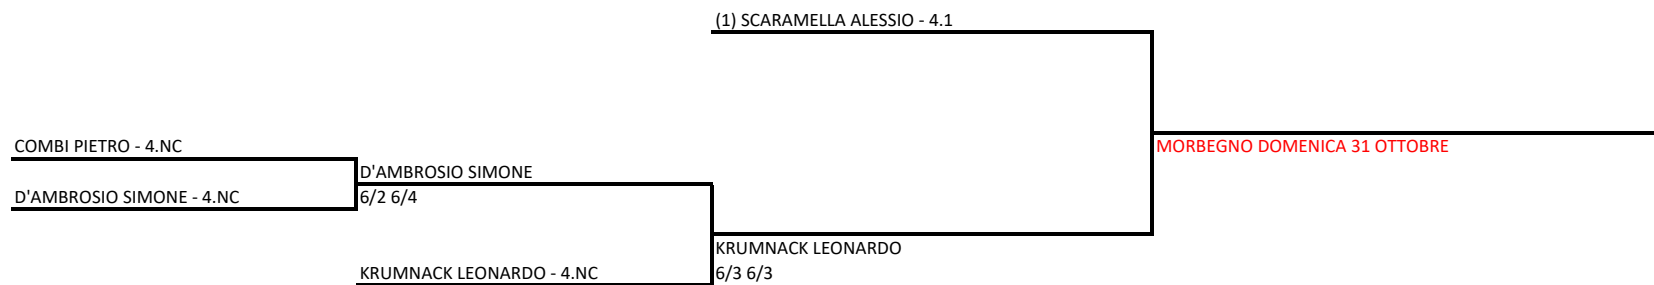 (1) SCARAMELLA ALESSIO - 4.1
COMBI PIETRO - 4.NC
MORBEGNO DOMENICA 31 OTTOBRE
D'AMBROSIO SIMONE
D'AMBROSIO SIMONE - 4.NC
6/2 6/4
KRUMNACK LEONARDO
KRUMNACK LEONARDO - 4.NC
6/3 6/3